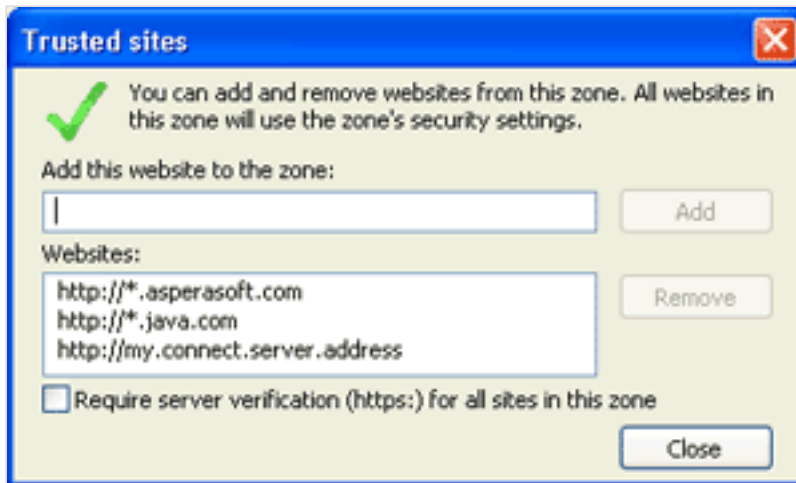 Trusted sites
You can add and remove websites from this zone. All websites in
this zone will use the zone's security settings.
Add this website to the zone:
Add
Websites:
http://*.asperasoft.com
http://*.java.com
http://my.connect.server.address
Remove
Require server verification (https:) for all sites in this zone
Close